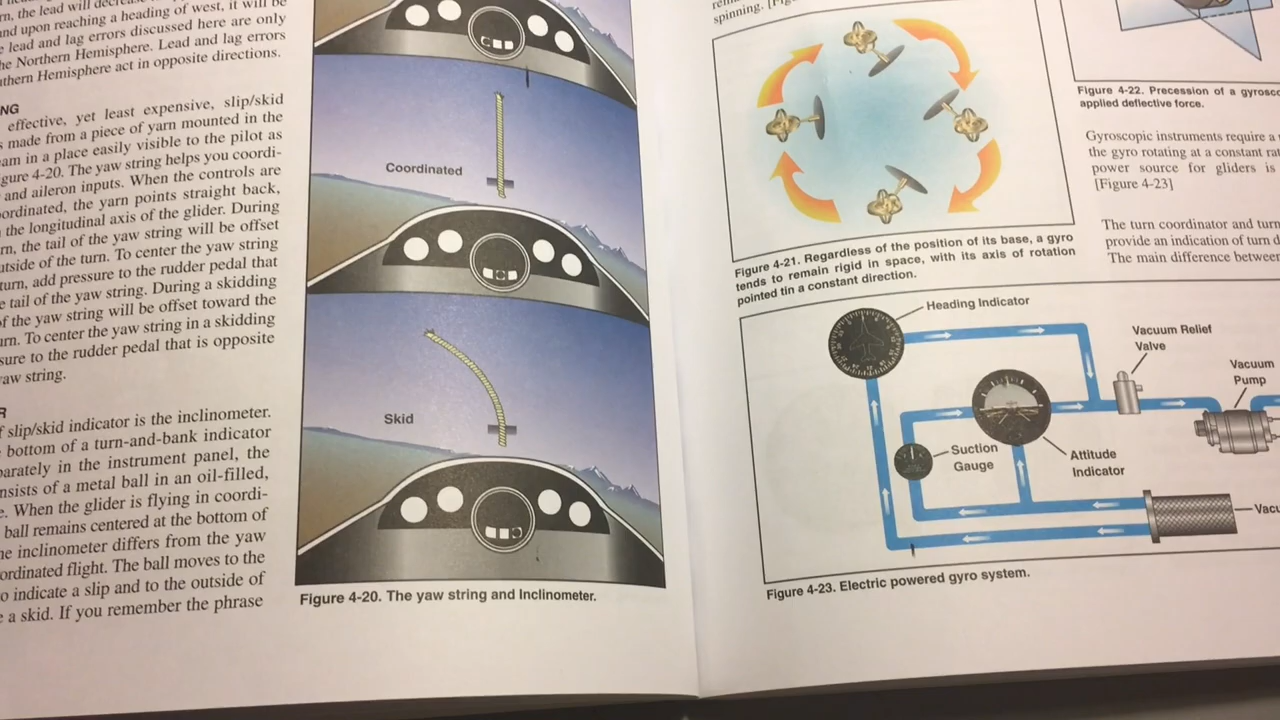 rn, the lead will decrease
nd upon reaching a heading of west, it will be
lead and lag errors discussed here are only
he Northern Hemisphere. Lead and lag errors
uthern Hemisphere act in opposite directions.
NG
effective, yet least expensive, slip/skid
made from a piece of yarn mounted in the
am in a place easily visible to the pilot as
gure 4-20. The yaw string helps you coordi-
and aileron inputs. When the controls are
oordinated, the yarn points straight back,
the longitudinal axis of the glider. During
rn, the tail of the yaw string will be offset
utside of the turn. To center the yaw string
turn, add pressure to the rudder pedal that
e tail of the yaw string. During a skidding
of the yaw string will be offset toward the
urn. To center the yaw string in a skidding
sure to the rudder pedal that is opposite
yaw string.
R
f slip/skid indicator is the inclinometer.
bottom of a turn-and-bank indicator
parately in the instrument panel, the
nsists of a metal ball in an oil-filled,
e. When the glider is flying in coordi-
ball remains centered at the bottom of
he inclinometer differs from the yaw
ordinated flight. The ball moves to the
o indicate a slip and to the outside of
e a skid. If you remember the phrase
Coordinated
Skid
Figure 4-20. The yaw string and Inclinometer.
spinning.
Figure 4-21. Regardless of the position of its base, a gyro
tends to remain rigid in space, with its axis of rotation
pointed tin a constant direction.
Heading Indicator
Vacuum Relief
Valve
Vacuum
Pump
Suction
Gauge
Attitude
Indicator
Vacu
Figure 4-23. Electric powered gyro system.
Figure 4-22. Precession of a gyrosc
applied deflective force.
Gyroscopic instruments require a
the gyro rotating at a constant rat
power source for gliders is
[Figure 4-23]
The turn coordinator and turn
provide an indication of turn d
The main difference between